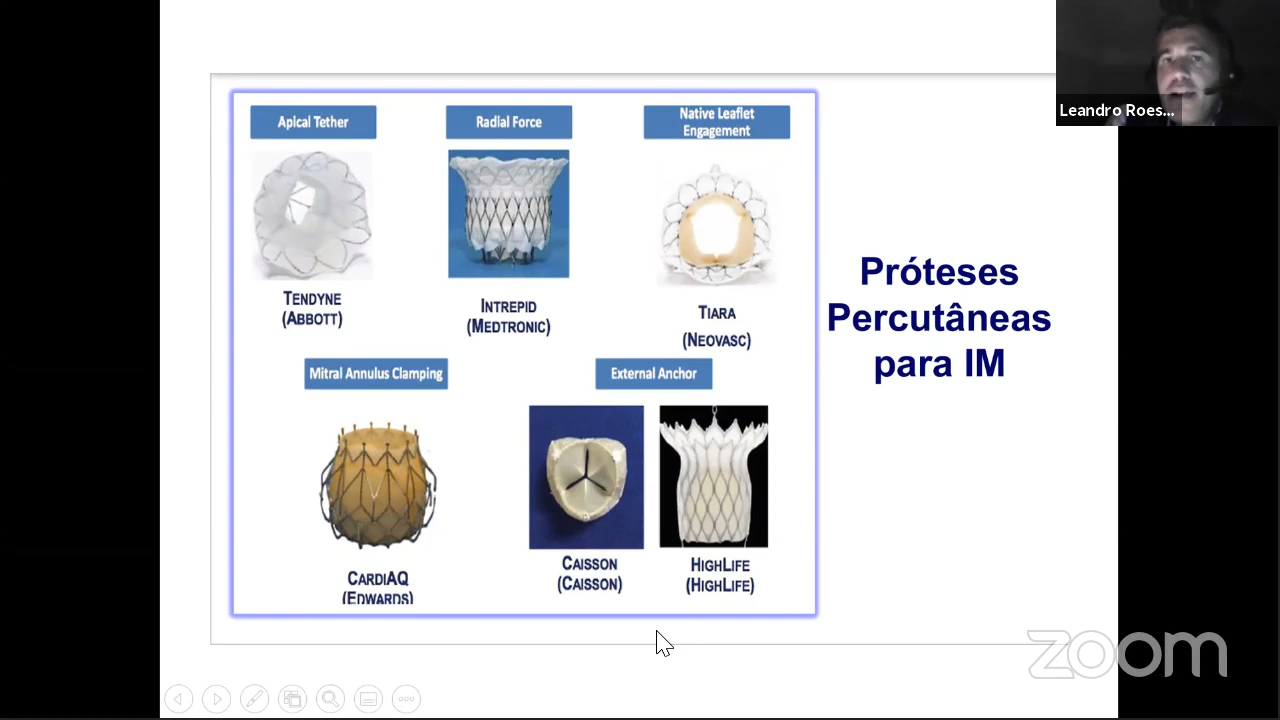 Leandro Roes...
Apical Tether
Radial Force
Native Leaflet
Engagement
TENDYNE
(ABBOTT)
INTREPID
(MEDTRONIC)
TIARA
(NEOVASC)
Mitral Annulus Clamping
External Anchor
CARDIAQ
(EDWARDS)
CAISSON
(CAISSON)
HIGHLIFE
(HIGHLIFE)
Próteses
Percutâneas
para IM
zoom